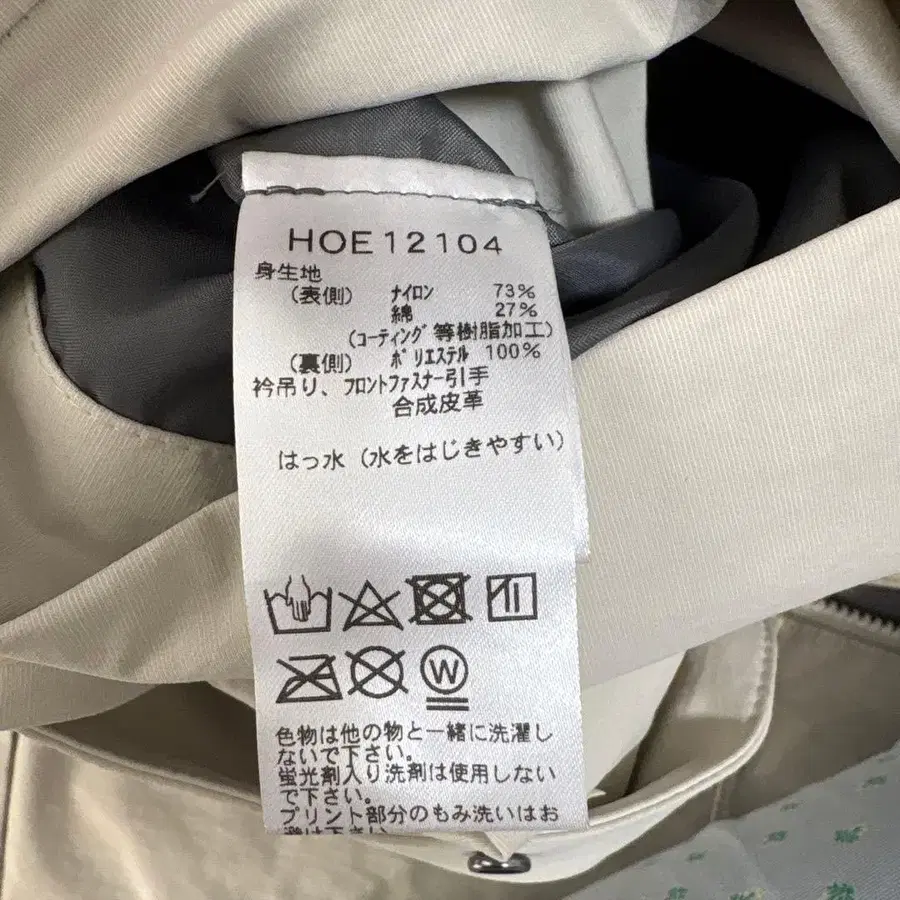 HOE12104
身生地
(表側) ナイロン 73%
綿 27%
(コーティング等樹脂加工)
(裏側) ポリエステル 100%
衿吊り、フロントファスナー引手
合成皮革
はっ水 (水をはじきやすい)
W
色物は他の物と一緒に洗濯し
ないで下さい。
蛍光剤入り洗剤は使用しない
で下さい。
プリント部分のもみ洗いはお
避け下さい。